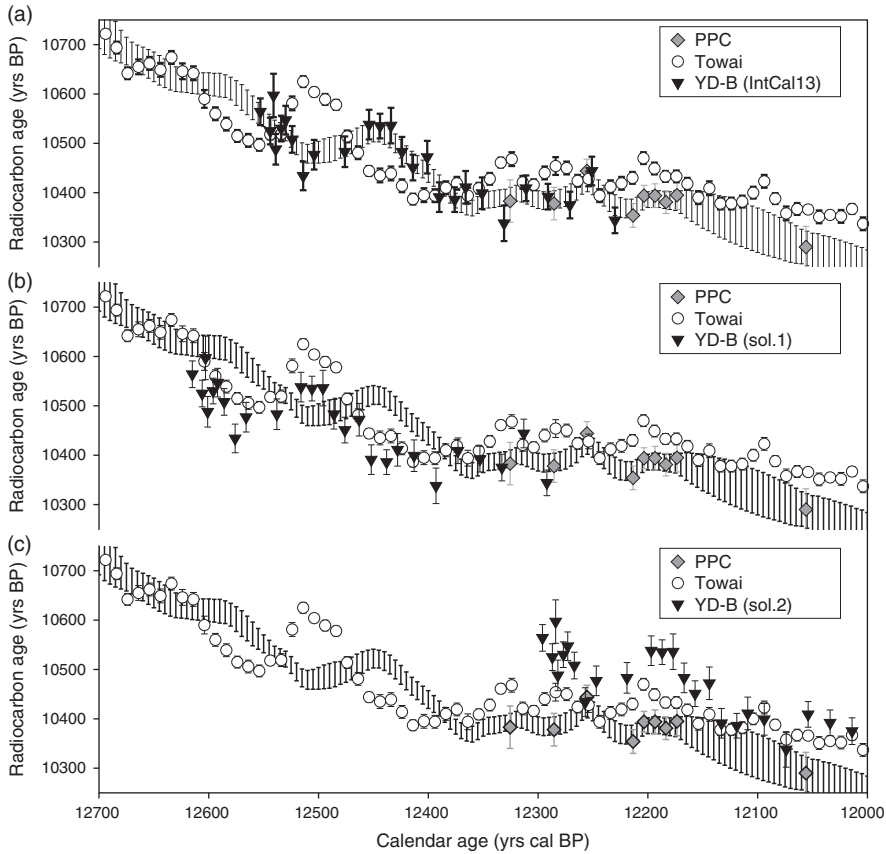 (a)
10700
10600
10500
10400
10300
Radiocarbon age (yrs BP)
PPC
Towai
YD-B (IntCal13)
(b)
10700
10600
10500
10400
10300
Radiocarbon age (yrs BP)
PPC
Towai
YD-B (sol.1)
(c)
10700
10600
10500
10400
10300
Radiocarbon age (yrs BP)
PPC
Towai
YD-B (sol.2)
12700 12600 12500 12400 12300 12200 12100 12000
Calendar age (yrs cal BP)